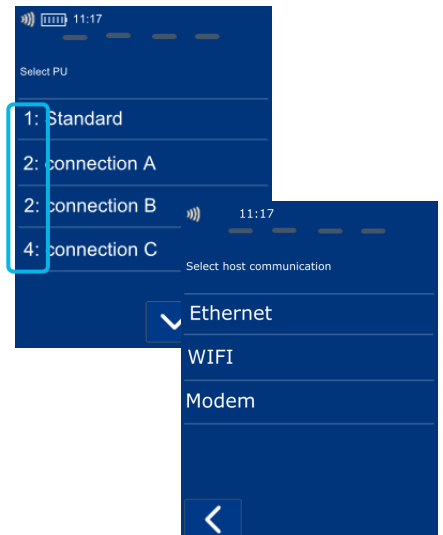 11:17
Select PU
1: Standard
2: connection A
2: connection B
4: connection C
11:17
Select host communication
Ethernet
WIFI
Modem